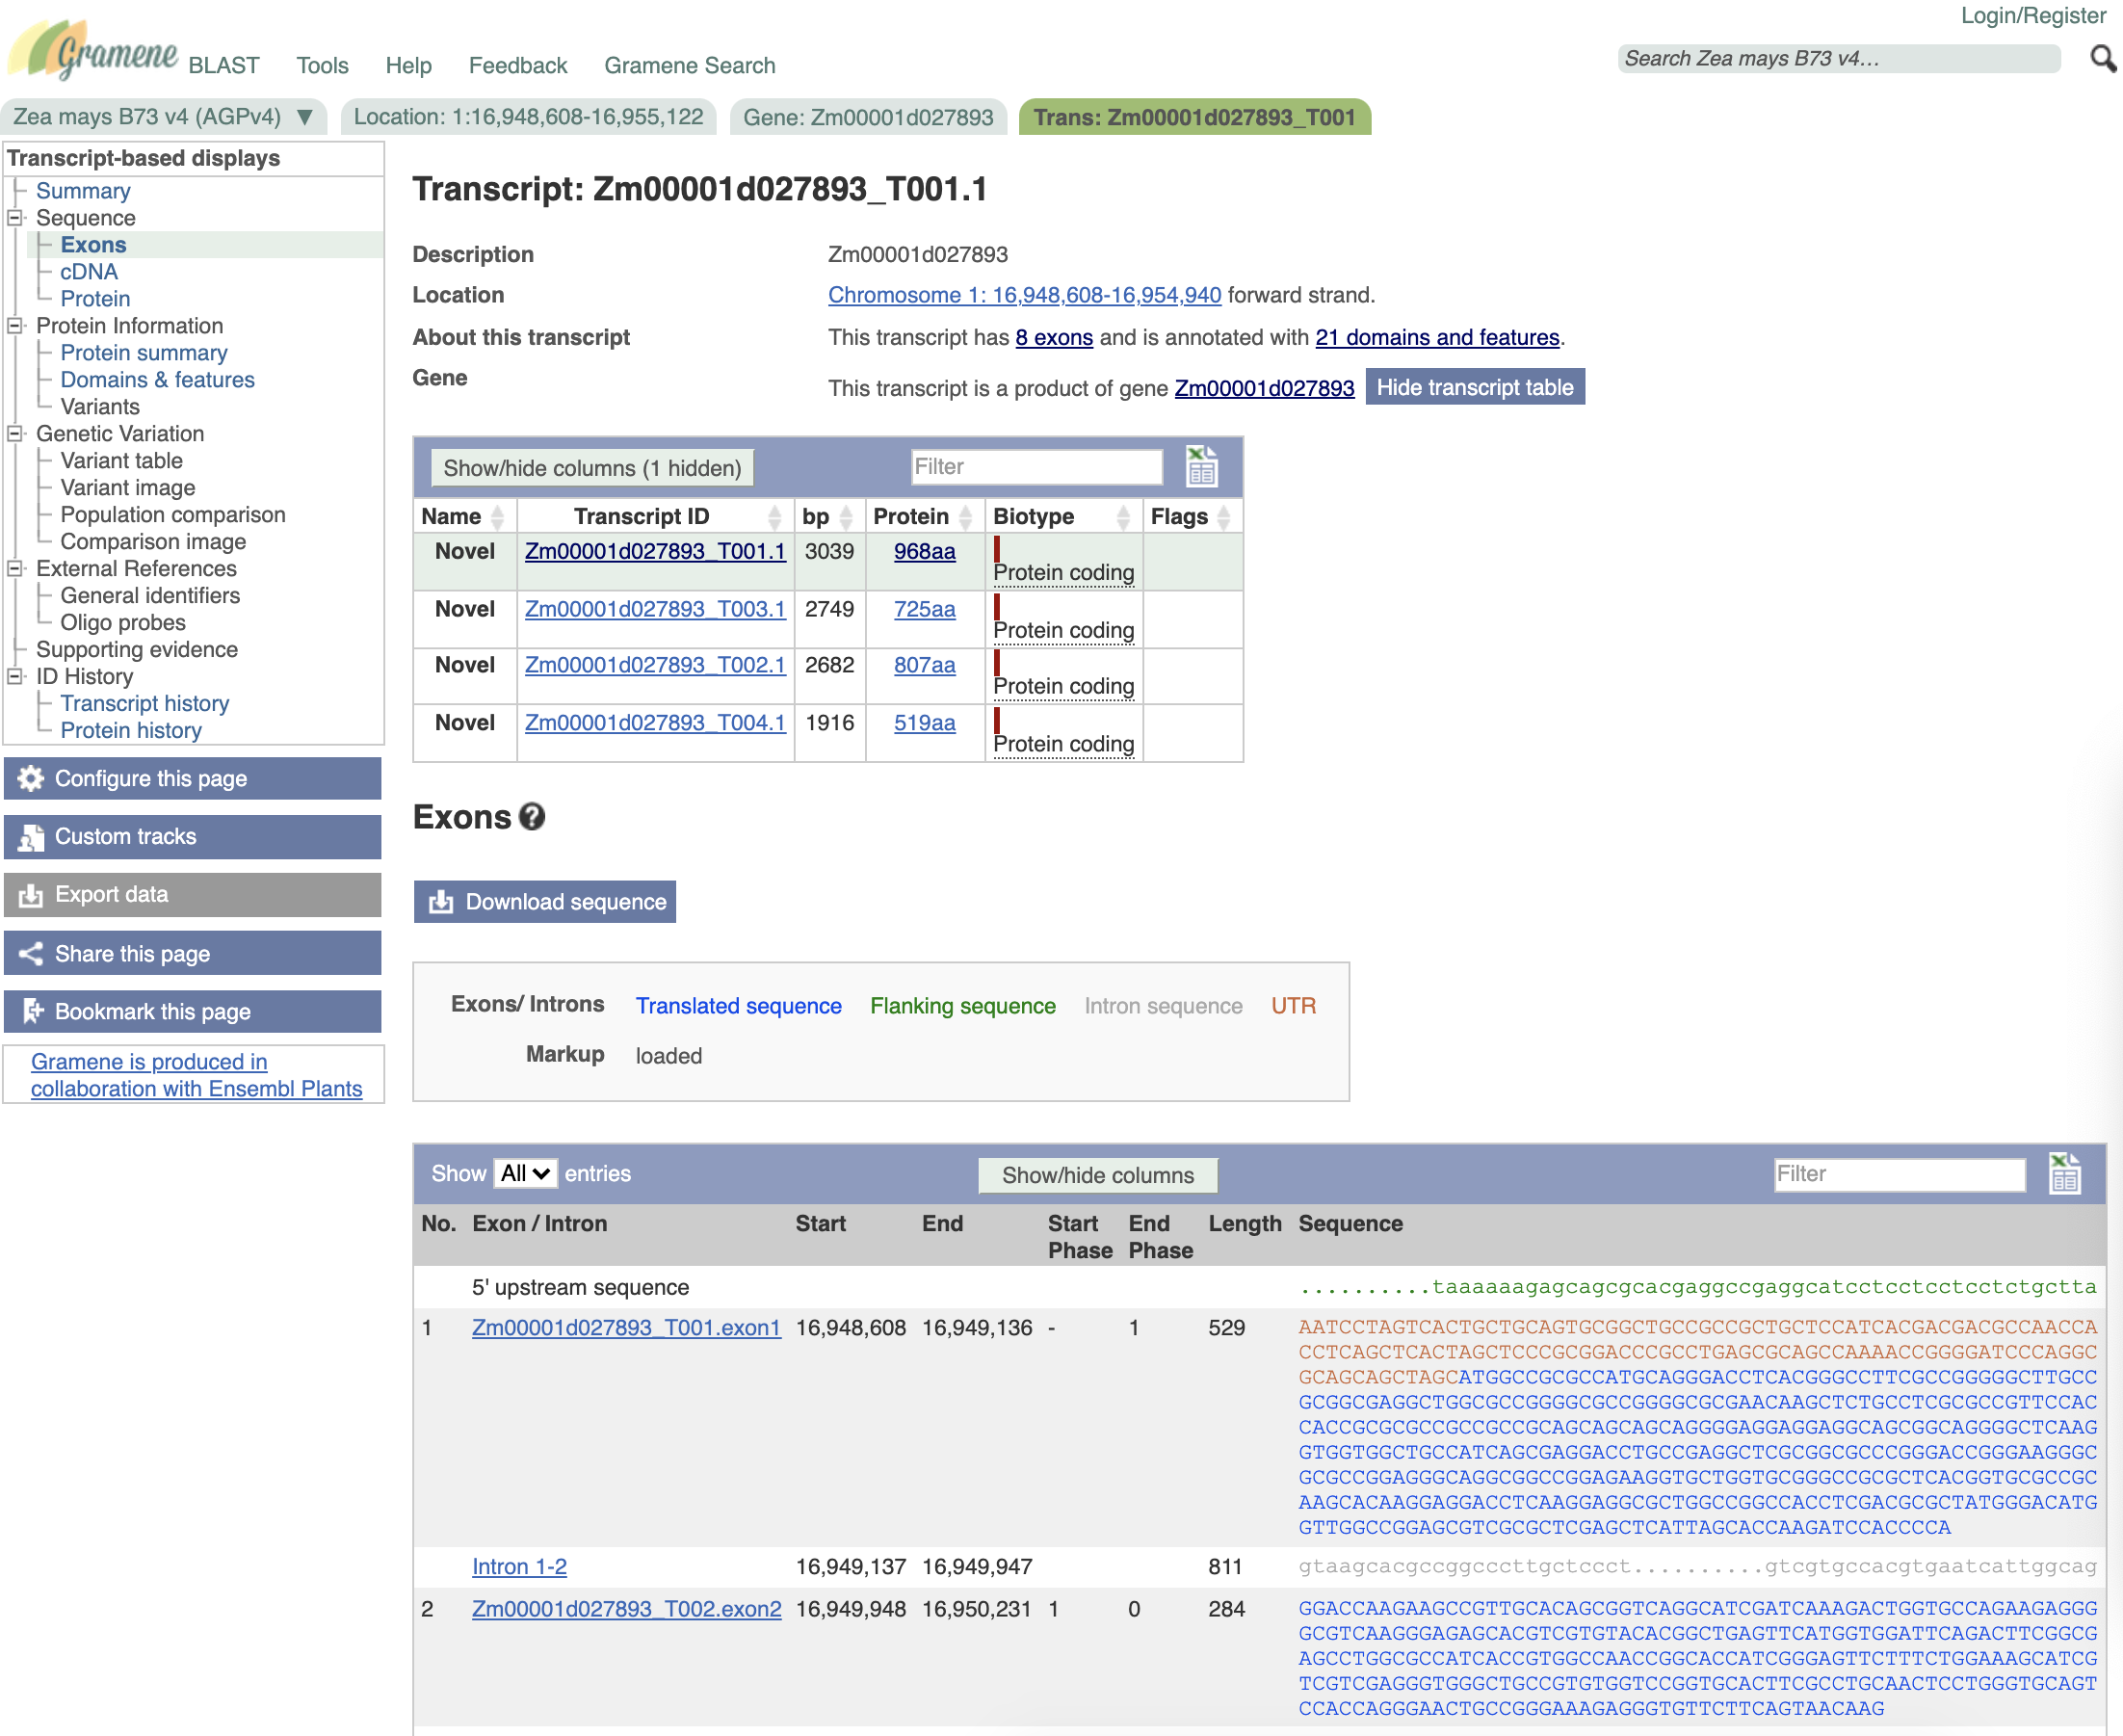 Login/Register
Gramene BLAST Tools Help Feedback Gramene Search
Search Zea mays B73 v4…
Zea mays B73 v4 (AGPv4) ▼ Location: 1:16,948,608-16,955,122 Gene: Zm00001d027893 Trans: Zm00001d027893_T001
Transcript-based displays
Summary
Sequence
Exons
cDNA
Protein
Protein Information
Protein summary
Domains & features
Variants
Genetic Variation
Variant table
Variant image
Population comparison
Comparison image
External References
General identifiers
Oligo probes
Supporting evidence
ID History
Transcript history
Protein history
Configure this page
Custom tracks
Export data
Share this page
Bookmark this page
Gramene is produced in
collaboration with Ensembl Plants
Transcript: Zm00001d027893_T001.1
Description Zm00001d027893
Location Chromosome 1: 16,948,608-16,954,940 forward strand.
About this transcript This transcript has 8 exons and is annotated with 21 domains and features.
Gene This transcript is a product of gene Zm00001d027893 Hide transcript table
Show/hide columns (1 hidden) Filter
Name Transcript ID bp Protein Biotype Flags
Novel Zm00001d027893_T001.1 3039 968aa Protein coding
Novel Zm00001d027893_T003.1 2749 725aa Protein coding
Novel Zm00001d027893_T002.1 2682 807aa Protein coding
Novel Zm00001d027893_T004.1 1916 519aa Protein coding
Exons ?
Download sequence
Exons/ Introns Translated sequence Flanking sequence Intron sequence UTR
Markup loaded
Show All entries Show/hide columns Filter
No. Exon / Intron Start End Start Phase End Phase Length Sequence
5' upstream sequence ..........taaaaaagagcagcgcacgaggccgaggcatcctcctcctcctctgctta
1 Zm00001d027893_T001.exon1 16,948,608 16,949,136 - 1 529 AATCCTAGTCACTGCTGCAGTGCGGCTGCCGCCGCTGCTCCATCACGACGACGCCAACCA
CCTCAGCTCACTAGCTCCCGCGGACCCGCCTGAGCGCAGCCAAAACCGGGGATCCCAGGC
GCAGCAGCTAGCATGGCCGCGCCATGCAGGGACCTCACGGGCCTTCGCCGGGGGCTTGCC
GCGGCGAGGCTGGCGCCGGGGCGCCGGGGCGCGAACAAGCTCTGCCTCGCGCCGTTCCAC
CACCGCGCGCCGCCGCCGCAGCAGCAGCAGGGGAGGAGGAGGCAGCGGCAGGGGCTCAAG
GTGGTGGCTGCCATCAGCGAGGACCTGCCGAGGCTCGCGGCGCCCGGGACCGGGAAGGGC
GCGCCGGAGGGCAGGCGGCCGGAGAAGGTGCTGGTGCGGGCCGCGCTCACGGTGCGCCGC
AAGCACAAGGAGGACCTCAAGGAGGCGCTGGCCGGCCACCTCGACGCGCTATGGGACATG
GTTGGCCGGAGCGTCGCGCTCGAGCTCATTAGCACCAAGATCCACCCCA
Intron 1-2 16,949,137 16,949,947 811 gtaagcacgccggcccttgctccct..........gtcgtgccacgtgaatcattggcag
2 Zm00001d027893_T002.exon2 16,949,948 16,950,231 1 0 284 GGACCAAGAAGCCGTTGCACAGCGGTCAGGCATCGATCAAAGACTGGTGCCAGAAGAGGG
GCGTCAAGGGAGAGCACGTCGTGTACACGGCTGAGTTCATGGTGGATTCAGACTTCGGCG
AGCCTGGCGCCATCACCGTGGCCAACCGGCACCATCGGGAGTTCTTTCTGGAAAGCATCG
TCGTCGAGGGTGGGCTGCCGTGTGGTCCGGTGCACTTCGCCTGCAACTCCTGGGTGCAGT
CCACCAGGGAACTGCCGGGAAAGAGGGTGTTCTTCAGTAACAAG